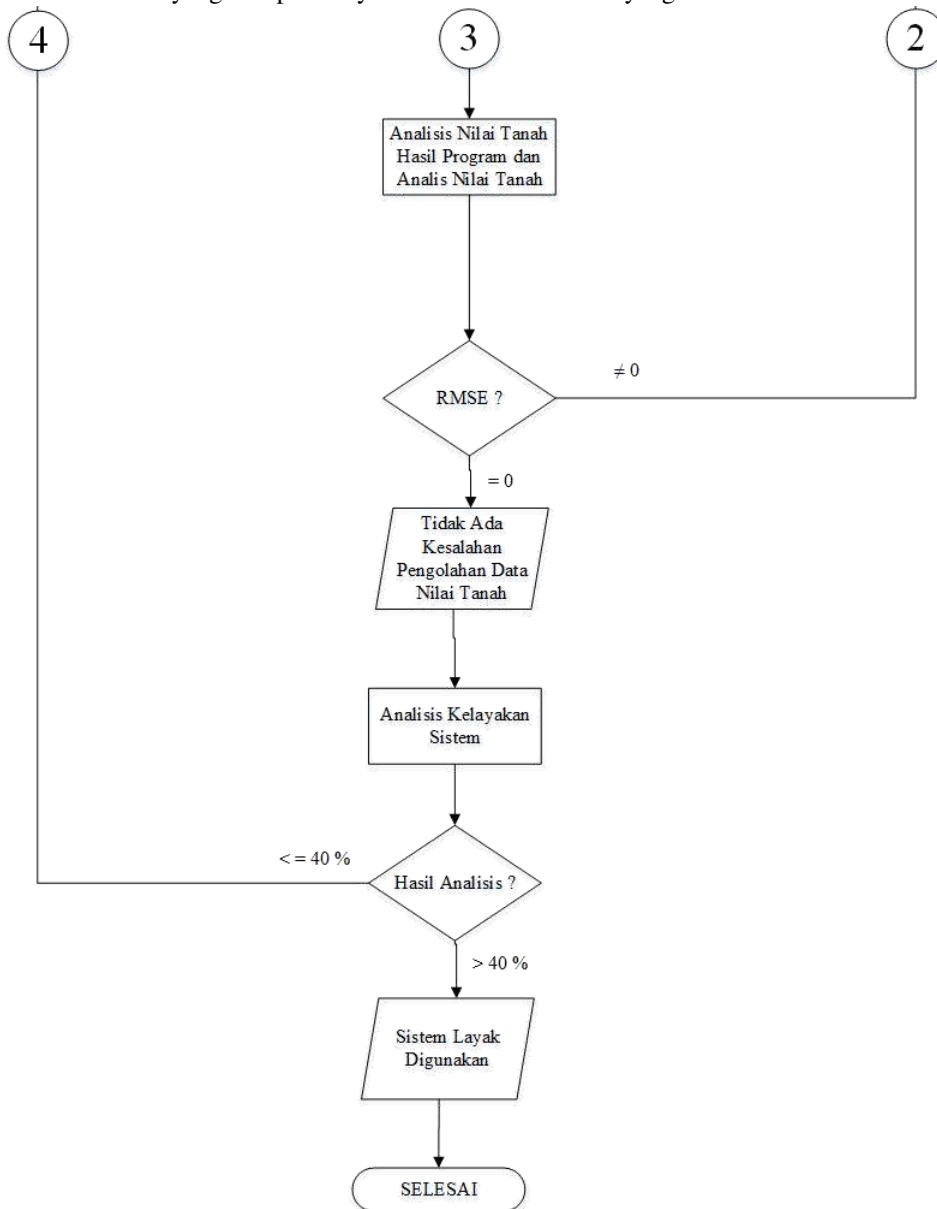 4
3
2
Analisis Nilai Tanah
Hasil Program dan
Analis Nilai Tanah
RMSE ?
≠ 0
= 0
Tidak Ada
Kesalahan
Pengolahan Data
Nilai Tanah
Analisis Kelayakan
Sistem
< = 40 %
Hasil Analisis ?
> 40 %
Sistem Layak
Digunakan
SELESAI